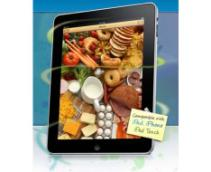 Compatible with
iPad, iPhone
iPod Touch